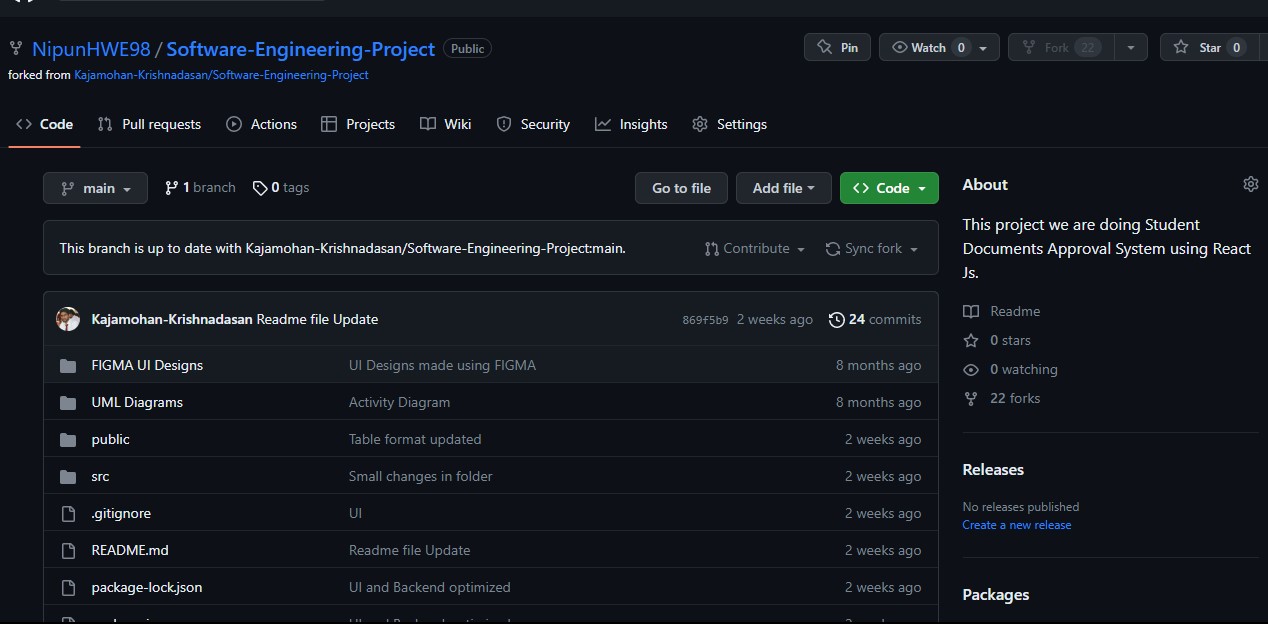 NipunHWE98 / Software-Engineering-Project Public
Pin Watch 0 Fork 22 Star 0
forked from Kajamohan-Krishnadasan/Software-Engineering-Project
Code Pull requests Actions Projects Wiki Security Insights Settings
main 1 branch 0 tags Go to file Add file Code
This branch is up to date with Kajamohan-Krishnadasan/Software-Engineering-Project:main. Contribute Sync fork
Kajamohan-Krishnadasan Readme file Update 869f5b9 2 weeks ago 24 commits
FIGMA UI Designs UI Designs made using FIGMA 8 months ago
UML Diagrams Activity Diagram 8 months ago
public Table format updated 2 weeks ago
src Small changes in folder 2 weeks ago
.gitignore UI 2 weeks ago
README.md Readme file Update 2 weeks ago
package-lock.json UI and Backend optimized 2 weeks ago
About
This project we are doing Student
Documents Approval System using React
Js.
Readme
0 stars
0 watching
22 forks
Releases
No releases published
Create a new release
Packages